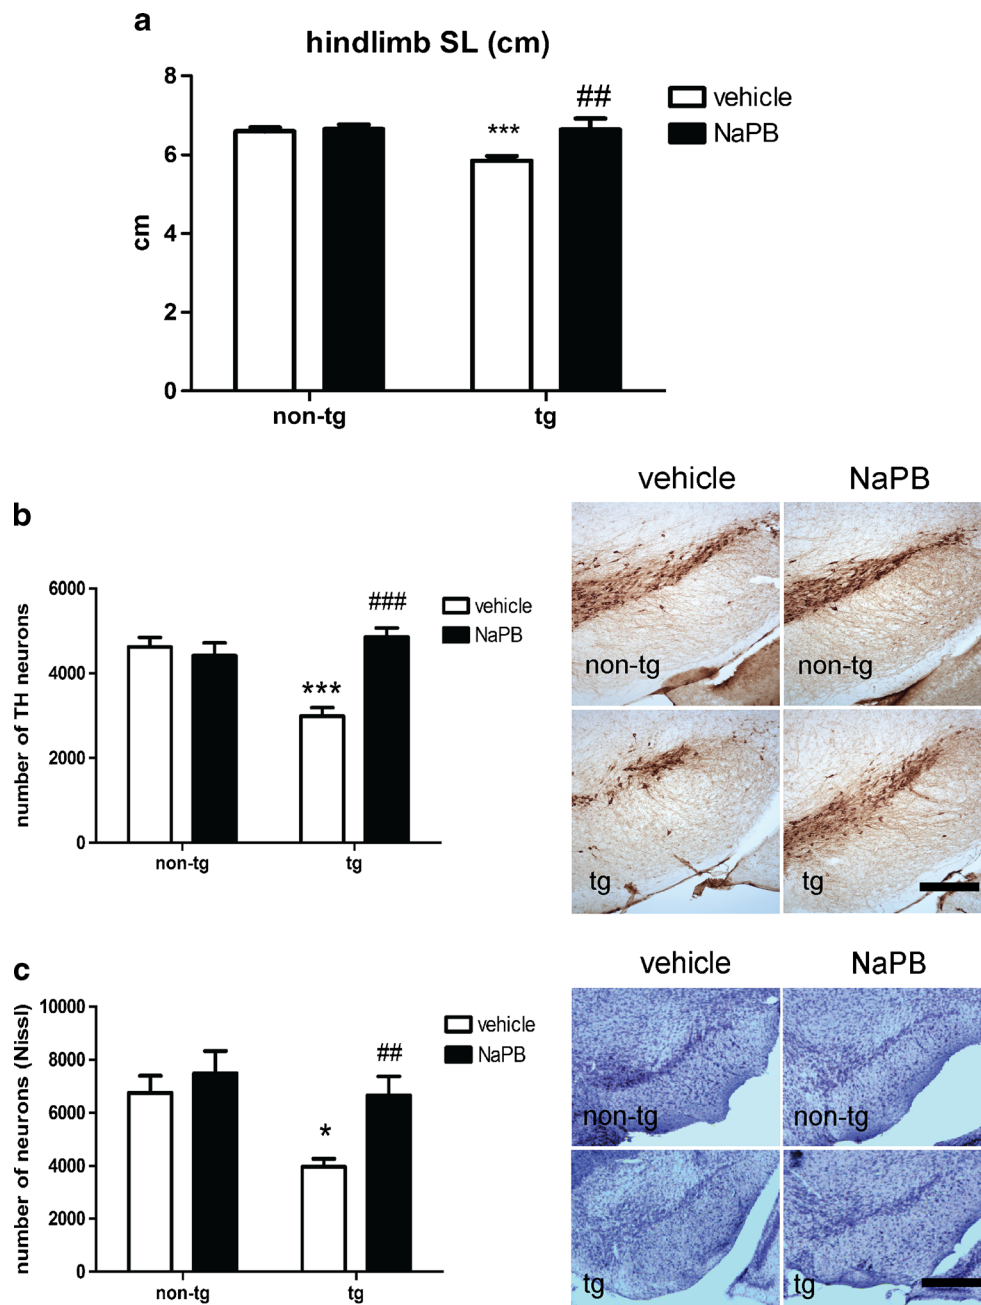 a
hindlimb SL (cm)
8
6
4
2
0
cm
***
##
vehicle
NaPB
non-tg
tg
b
6000
4000
2000
0
number of TH neurons
***
###
vehicle
NaPB
non-tg
tg
vehicle NaPB
non-tg non-tg
tg tg
c
10000
8000
6000
4000
2000
0
number of neurons (Nissl)
*
##
vehicle
NaPB
non-tg
tg
vehicle NaPB
non-tg non-tg
tg tg